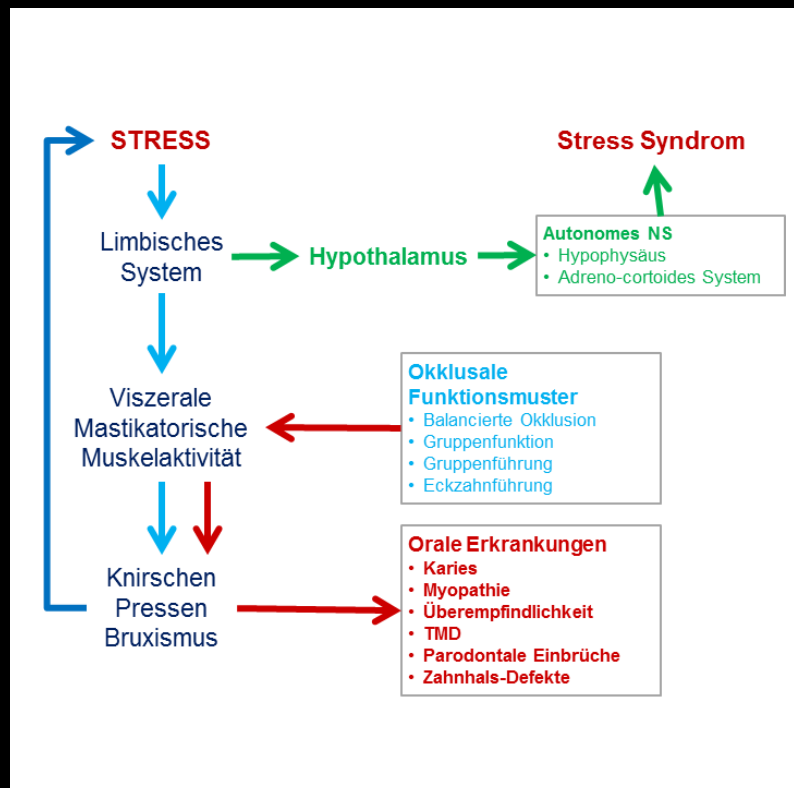 STRESS
Stress Syndrom
Limbisches
System
Hypothalamus
Autonomes NS
• Hypophysäus
• Adreno-cortoides System
Viszerale
Mastikatorische
Muskelaktivität
Okklusale
Funktionsmuster
• Balancierte Okklusion
• Gruppenfunktion
• Gruppenführung
• Eckzahnführung
Knirschen
Pressen
Bruxismus
Orale Erkrankungen
• Karies
• Myopathie
• Überempfindlichkeit
• TMD
• Parodontale Einbrüche
• Zahnhals-Defekte